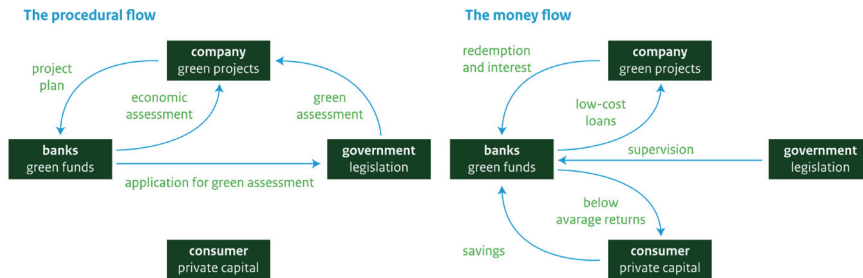 The procedural flow
company
green projects
project
plan
economic
assessment
green
assessment
banks
green funds
government
legislation
application for green assessment
consumer
private capital
The money flow
company
green projects
redemption
and interest
low-cost
loans
banks
green funds
supervision
government
legislation
below
avarage returns
savings
consumer
private capital